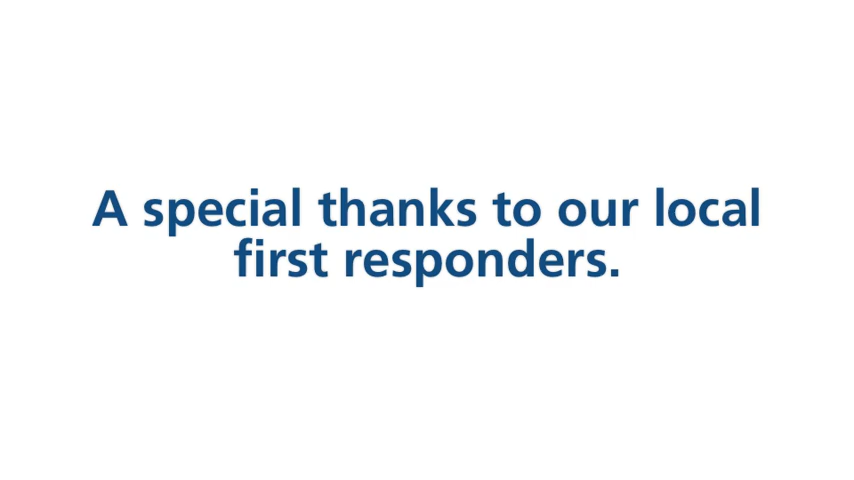 A special thanks to our local
first responders.